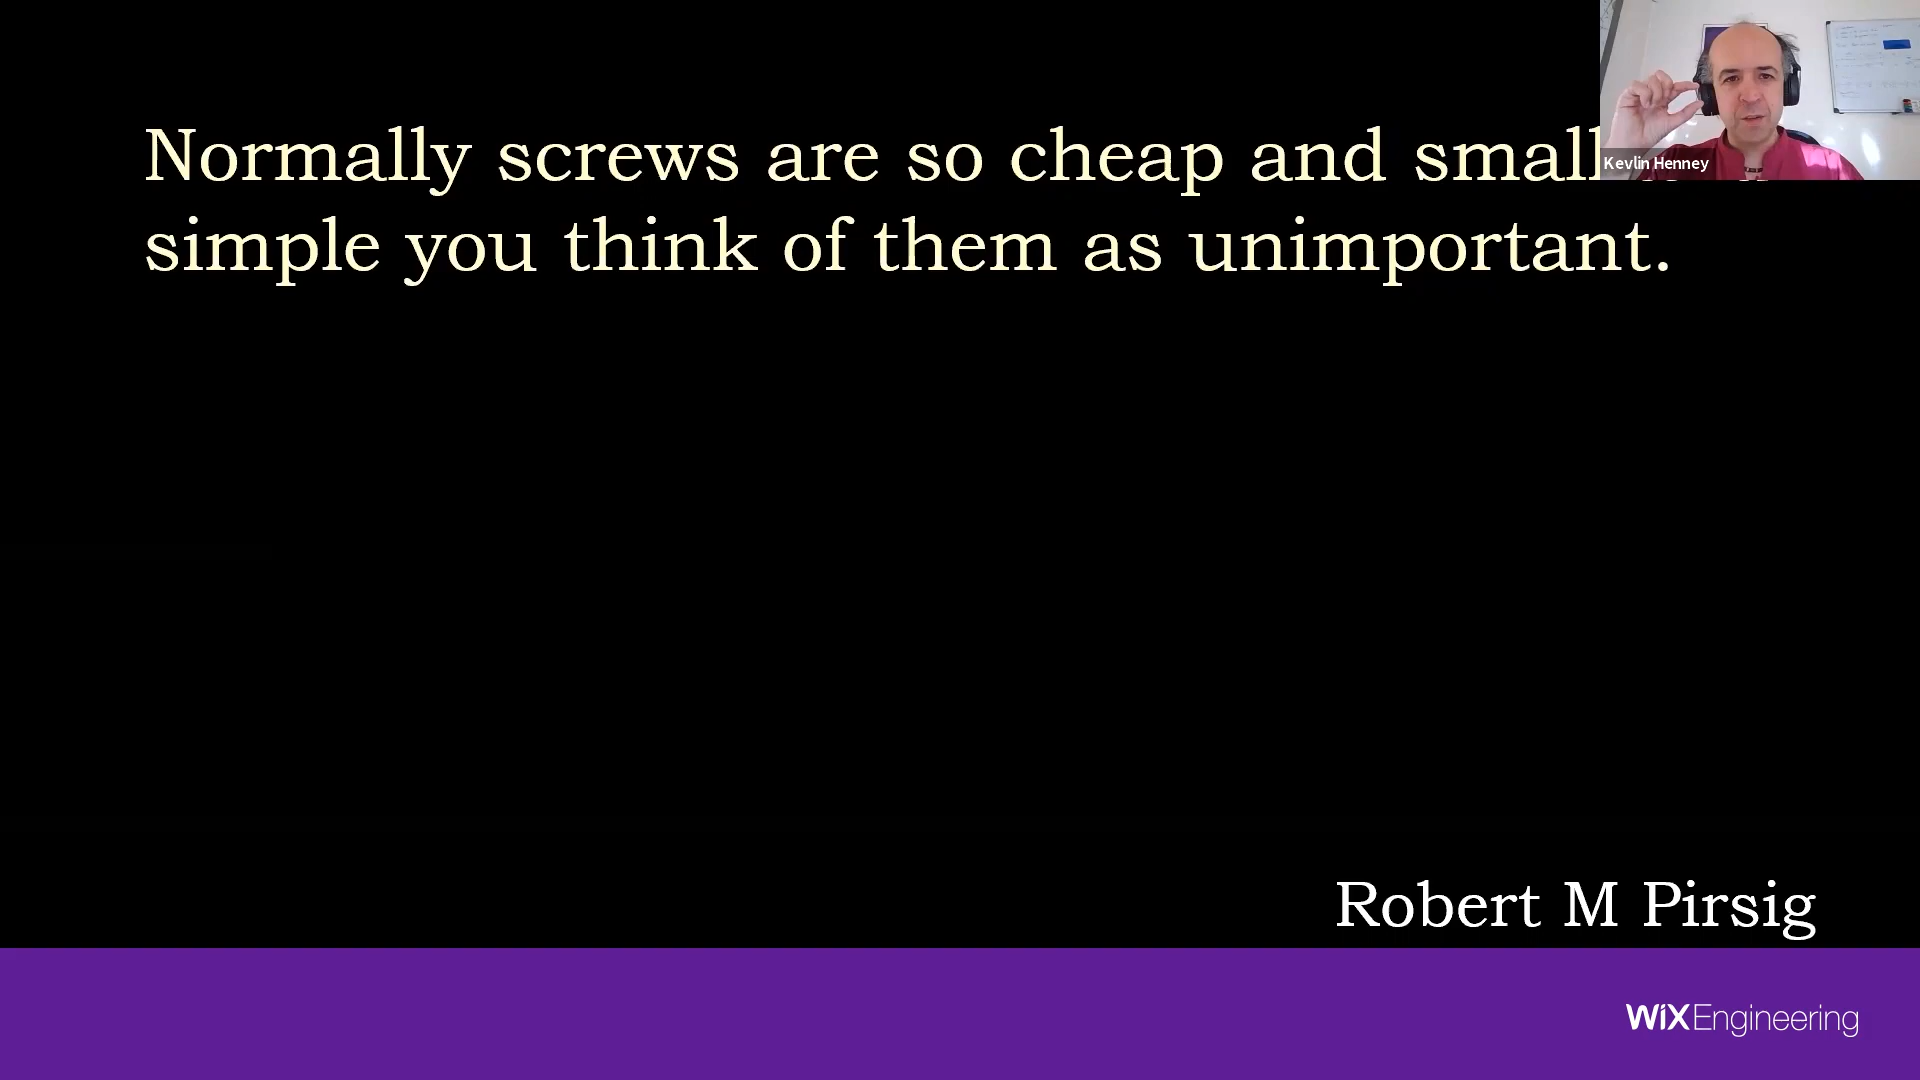 Normally screws are so cheap and small
simple you think of them as unimportant.
Kevlin Henney
Robert M Pirsig
WiX Engineering